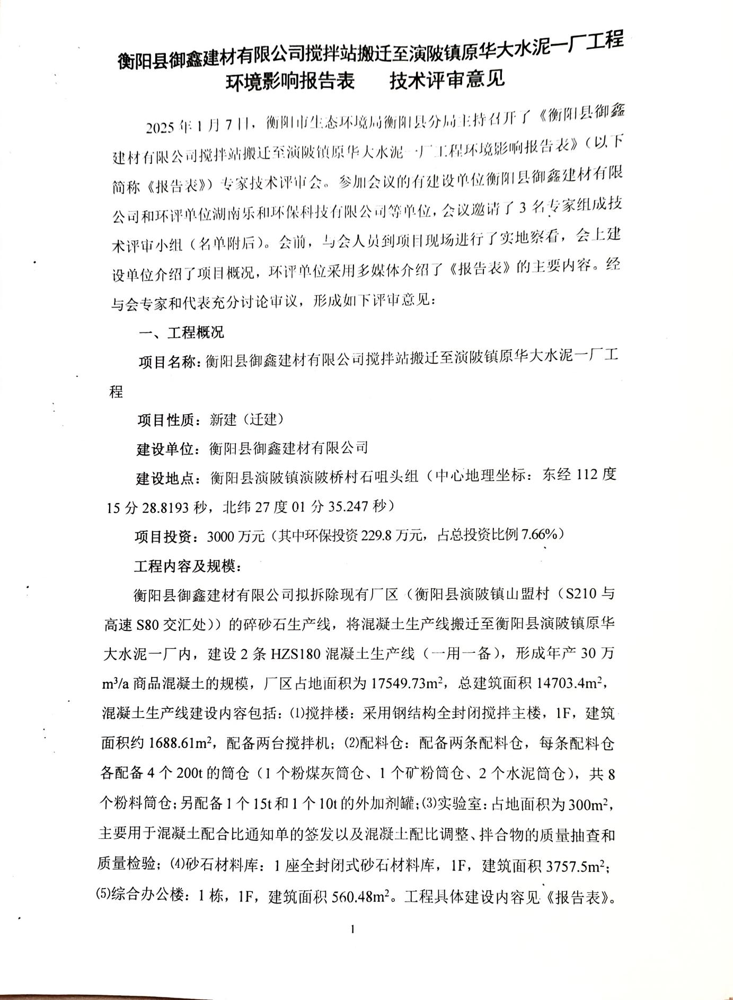 衡阳县御鑫建材有限公司搅拌站搬迁至演陂镇原华大水泥一厂工程
环境影响报告表 技术评审意见
2025 年 1 月 7 日，衡阳市生态环境局衡阳县分局主持召开了《衡阳县御鑫
建材有限公司搅拌站搬迁至演陂镇原华大水泥一厂工程环境影响报告表》（以下
简称《报告表》）专家技术评审会。参加会议的有建设单位衡阳县御鑫建材有限
公司和环评单位湖南乐和环保科技有限公司等单位，会议邀请了 3 名专家组成技
术评审小组（名单附后）。会前，与会人员到项目现场进行了实地察看，会上建
设单位介绍了项目概况，环评单位采用多媒体介绍了《报告表》的主要内容。经
与会专家和代表充分讨论审议，形成如下评审意见：
一、工程概况
项目名称：衡阳县御鑫建材有限公司搅拌站搬迁至演陂镇原华大水泥一厂工
程
项目性质：新建（迁建）
建设单位：衡阳县御鑫建材有限公司
建设地点：衡阳县演陂镇演陂桥村石咀头组（中心地理坐标：东经 112 度
15 分 28.8193 秒，北纬 27 度 01 分 35.247 秒）
项目投资：3000 万元（其中环保投资 229.8 万元，占总投资比例 7.66%）
工程内容及规模：
衡阳县御鑫建材有限公司拟拆除现有厂区（衡阳县演陂镇山盟村（S210 与
高速 S80 交汇处））的碎砂石生产线，将混凝土生产线搬迁至衡阳县演陂镇原华
大水泥一厂内，建设 2 条 HZS180 混凝土生产线（一用一备），形成年产 30 万
m³/a 商品混凝土的规模，厂区占地面积为 17549.73m²，总建筑面积 14703.4m²，
混凝土生产线建设内容包括：⑴搅拌楼：采用钢结构全封闭搅拌主楼，1F，建筑
面积约 1688.61m²，配备两台搅拌机；⑵配料仓：配备两条配料仓，每条配料仓
各配备 4 个 200t 的筒仓（1 个粉煤灰筒仓、1 个矿粉筒仓、2 个水泥筒仓），共 8
个粉料筒仓；另配备 1 个 15t 和 1 个 10t 的外加剂罐；⑶实验室：占地面积为 300m²，
主要用于混凝土配合比通知单的签发以及混凝土配比调整、拌合物的质量抽查和
质量检验；⑷砂石材料库：1 座全封闭式砂石材料库，1F，建筑面积 3757.5m²；
⑸综合办公楼：1 栋，1F，建筑面积 560.48m²。工程具体建设内容见《报告表》。
1